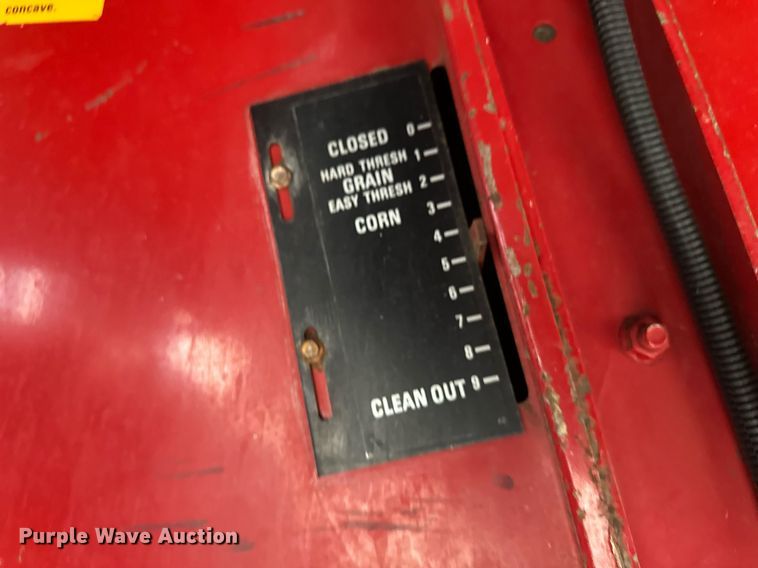 concave.
CLOSED 0
HARD THRESH 1
GRAIN
EASY THRESH 2
CORN 3
4
5
6
7
8
CLEAN OUT 9
Purple Wave Auction